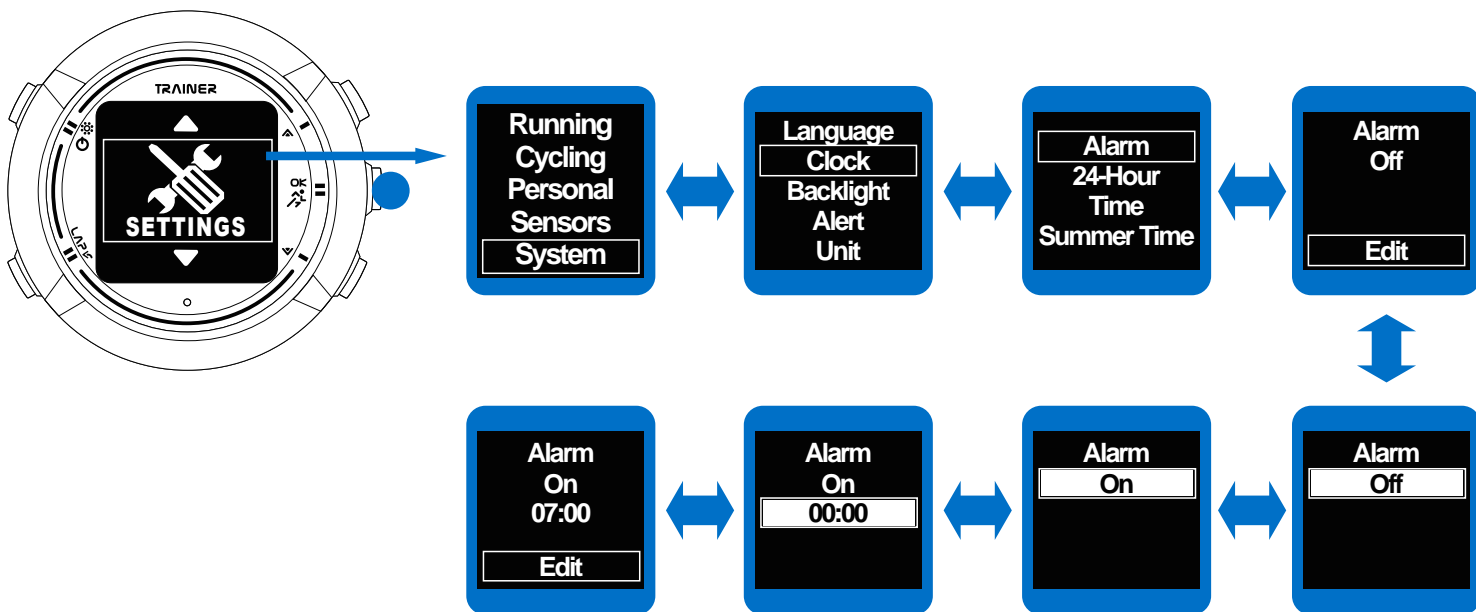 TRAINER
OK
LAP/S
SETTINGS
Running
Cycling
Personal
Sensors
System
Language
Clock
Backlight
Alert
Unit
Alarm
24-Hour
Time
Summer Time
Alarm
Off
Edit
Alarm
On
07:00
Edit
Alarm
On
00:00
Alarm
On
Alarm
Off